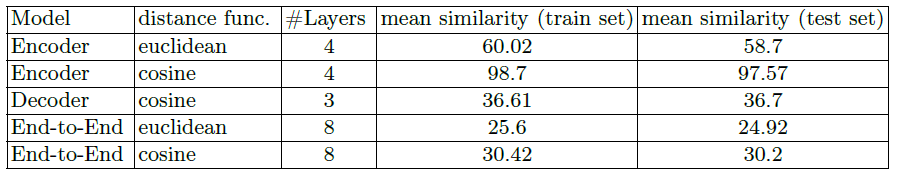 Model distance func. #Layers mean similarity (train set) mean similarity (test set)
Encoder euclidean 4 60.02 58.7
Encoder cosine 4 98.7 97.57
Decoder cosine 3 36.61 36.7
End-to-End euclidean 8 25.6 24.92
End-to-End cosine 8 30.42 30.2